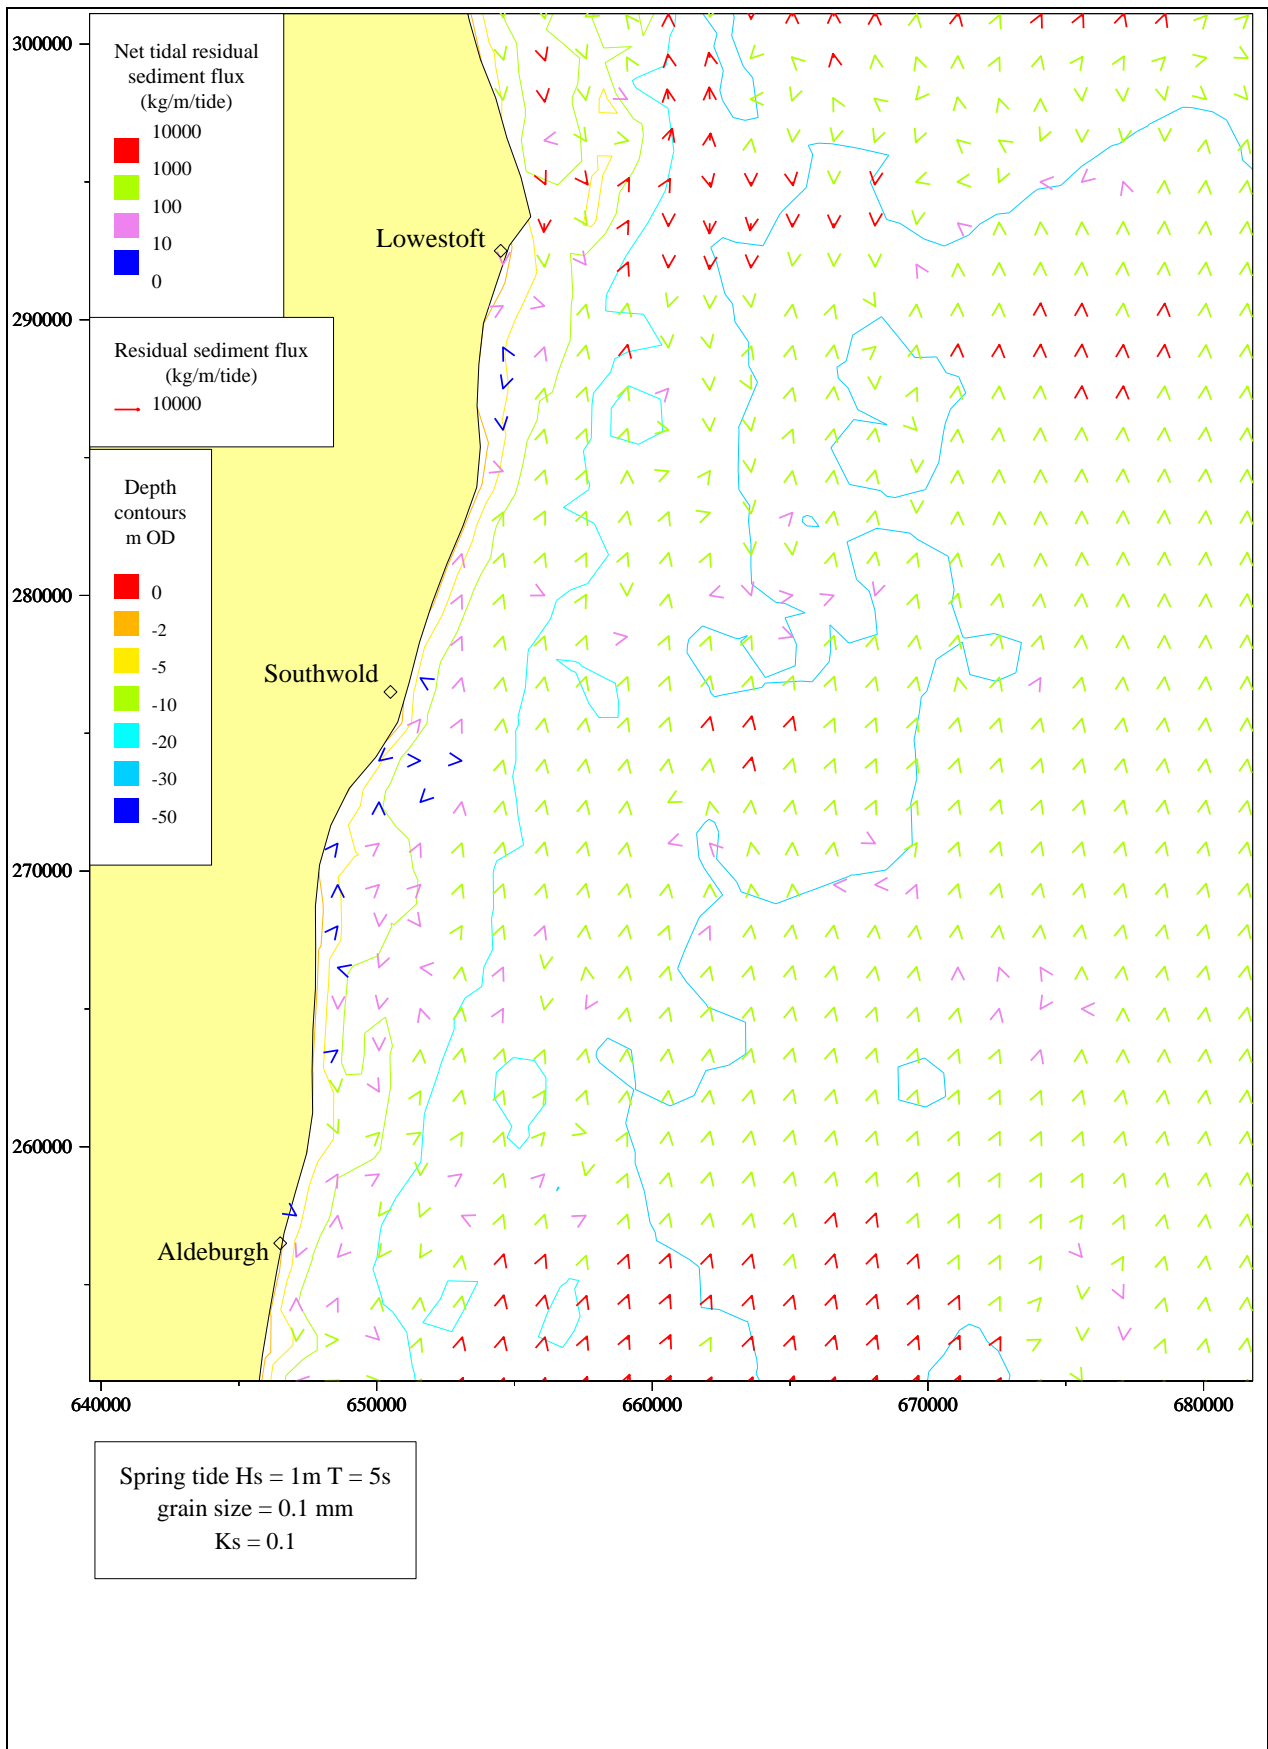 Net tidal residual
sediment flux
(kg/m/tide)
10000
1000
100
10
0
Residual sediment flux
(kg/m/tide)
10000
Depth
contours
m OD
0
-2
-5
-10
-20
-30
-50
300000
290000
280000
270000
260000
Lowestoft
Southwold
Aldeburgh
640000
650000
660000
670000
680000
Spring tide Hs = 1m T = 5s
grain size = 0.1 mm
Ks = 0.1